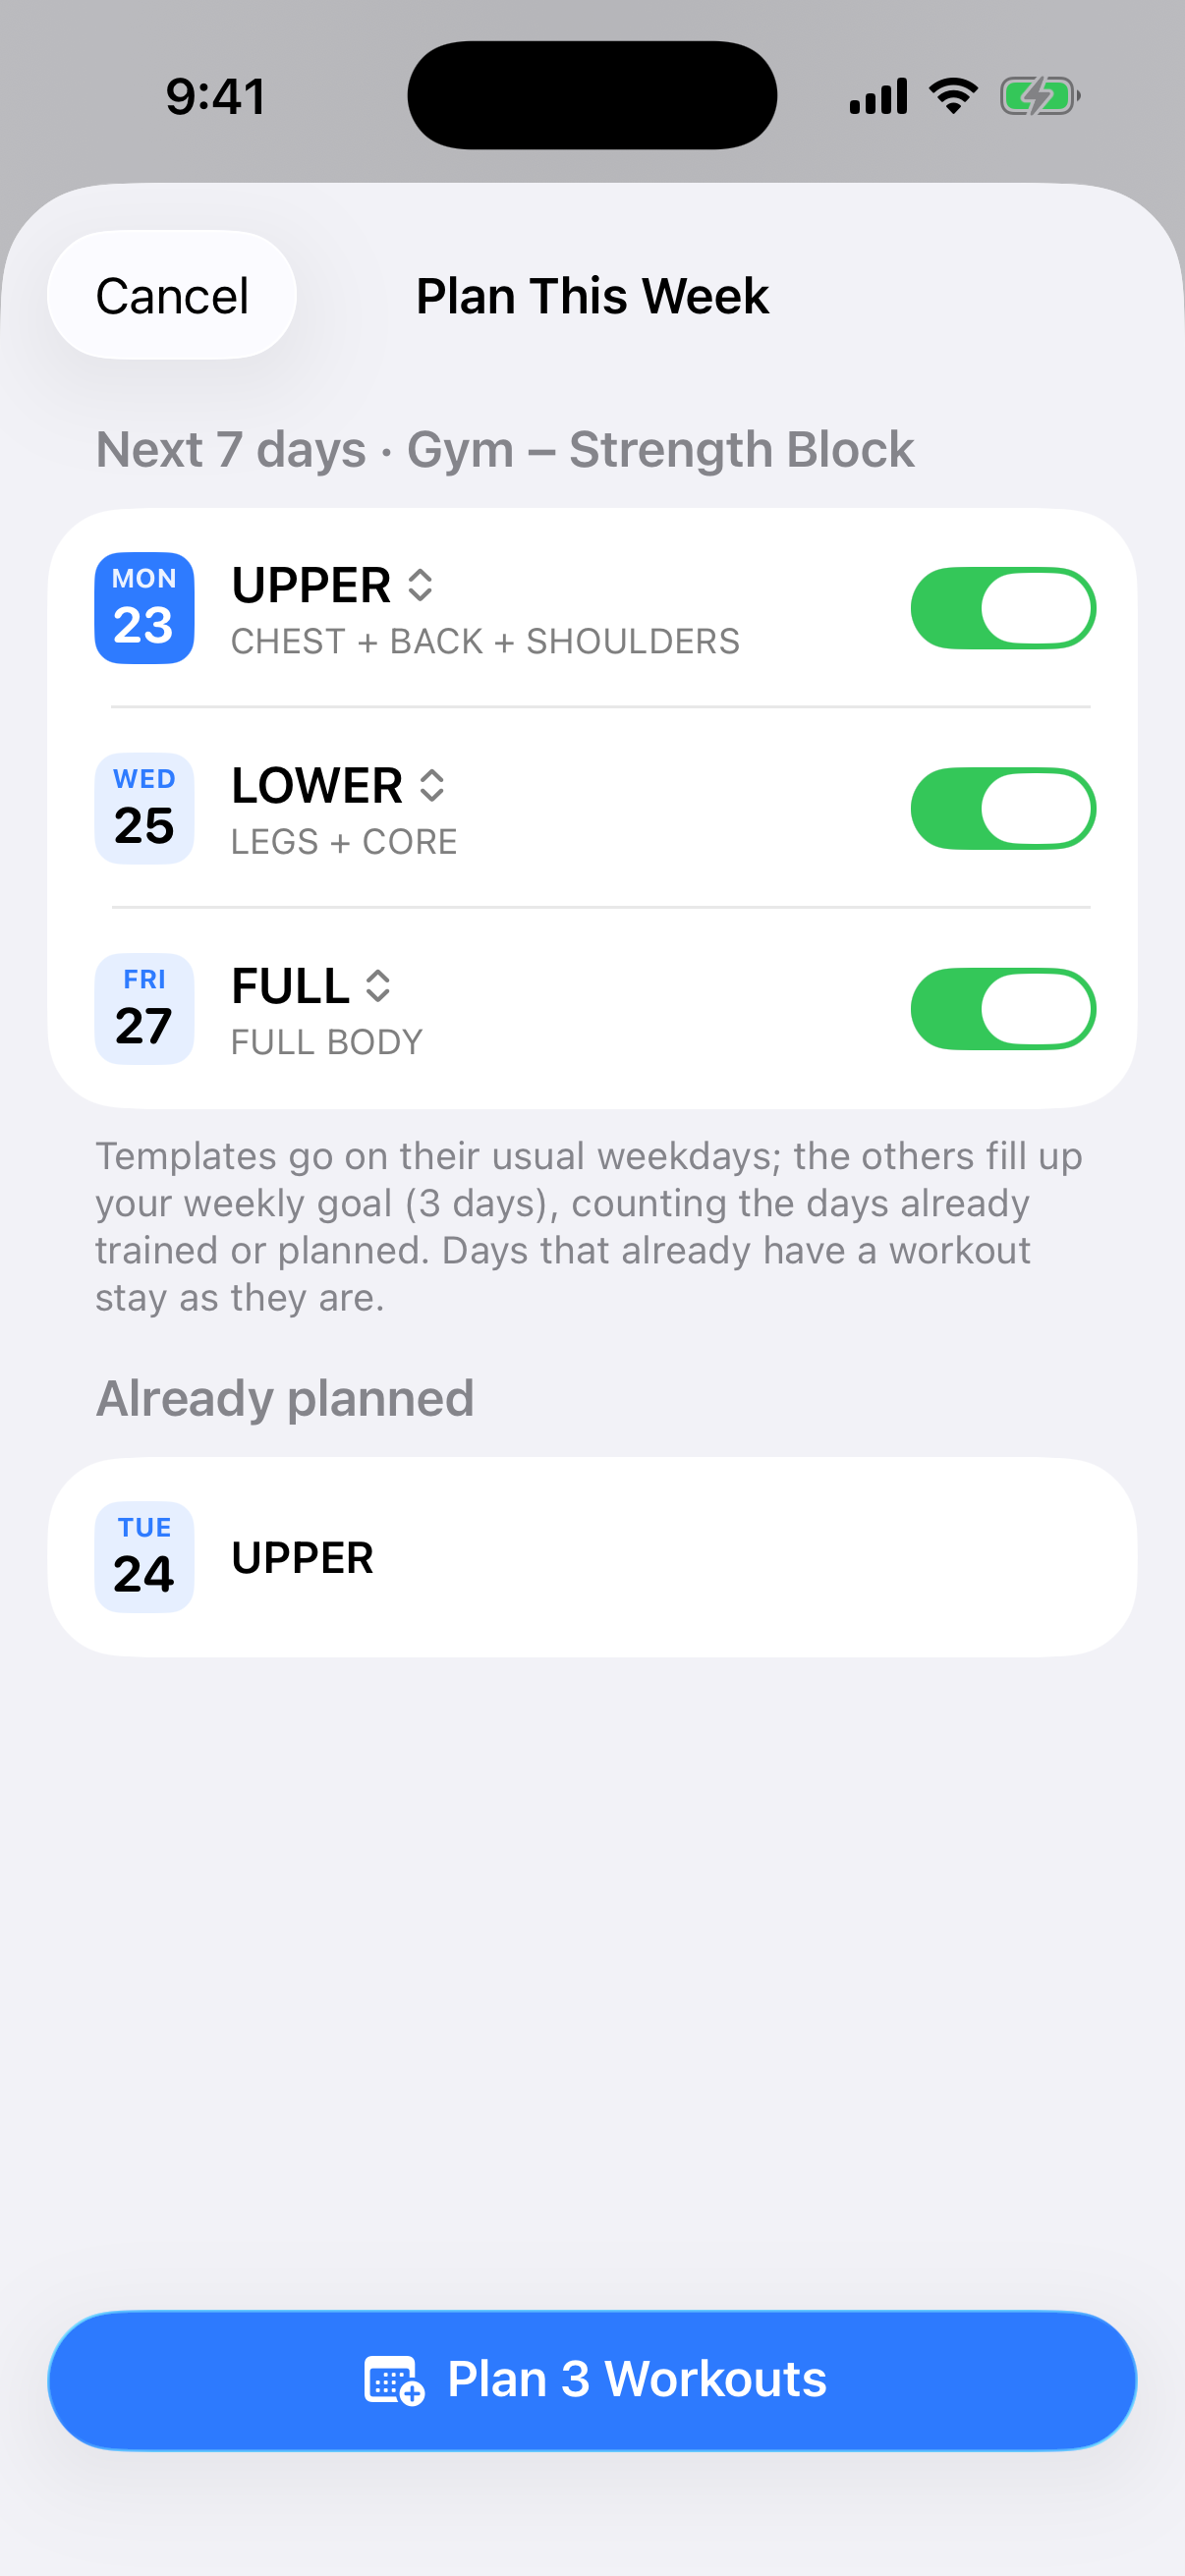 9:41
Cancel
Plan This Week
Next 7 days · Gym – Strength Block
MON
23
UPPER
CHEST + BACK + SHOULDERS
WED
25
LOWER
LEGS + CORE
FRI
27
FULL
FULL BODY
Templates go on their usual weekdays; the others fill up
your weekly goal (3 days), counting the days already
trained or planned. Days that already have a workout
stay as they are.
Already planned
TUE
24
UPPER
Plan 3 Workouts